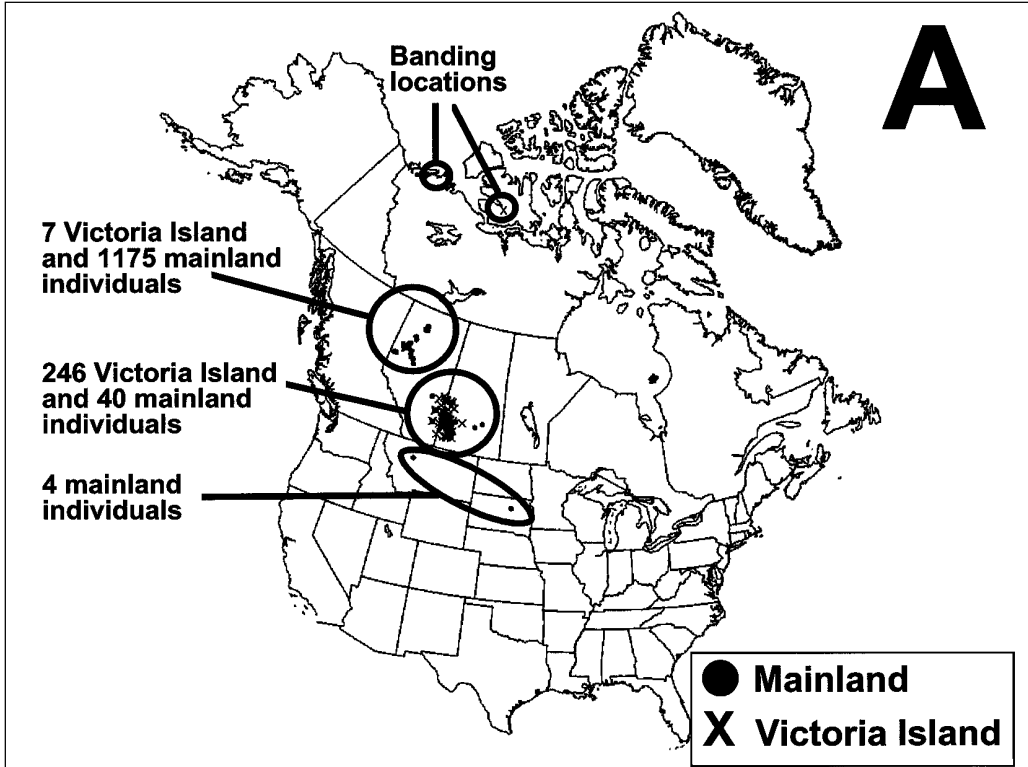 A
Banding
locations
7 Victoria Island
and 1175 mainland
individuals
246 Victoria Island
and 40 mainland
individuals
4 mainland
individuals
Mainland
X Victoria Island